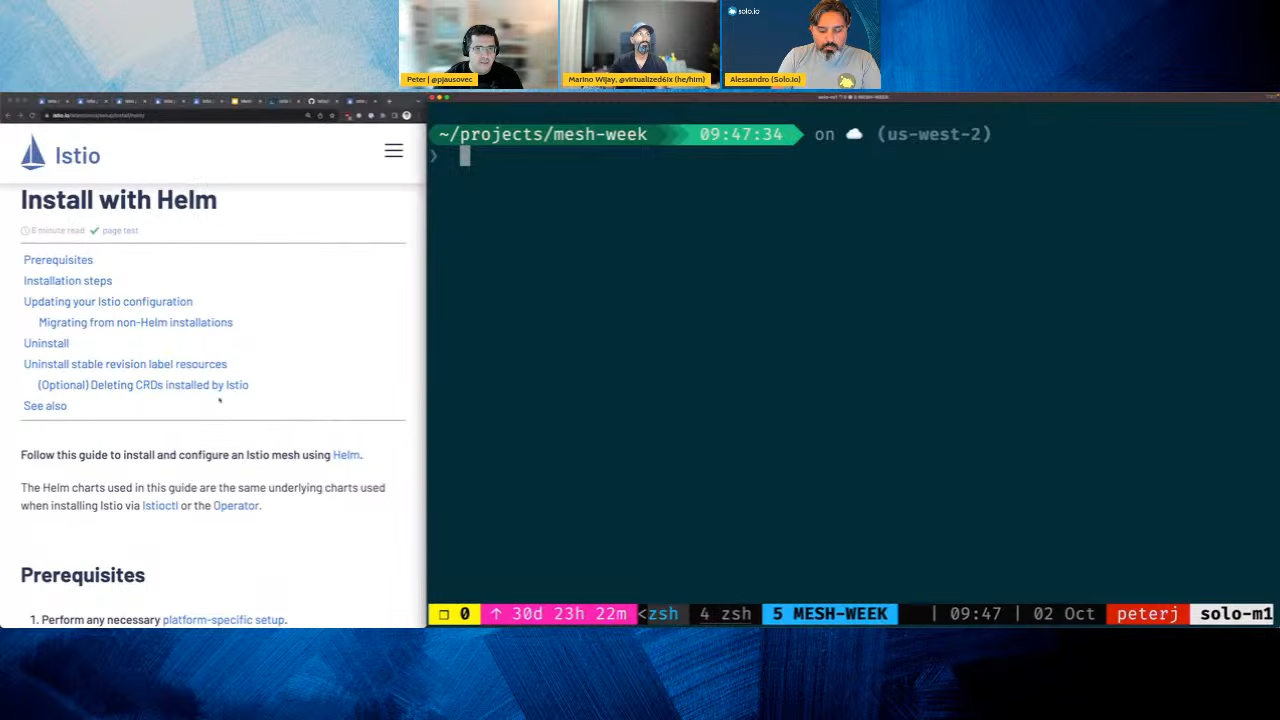 solo.io
Peter | @pjausovec
Marino Wijay, @virtualized6ix (he/him)
Alessandro (Solo.io)
Istio
Install with Helm
6 minute read page test
Prerequisites
Installation steps
Updating your Istio configuration
Migrating from non-Helm installations
Uninstall
Uninstall stable revision label resources
(Optional) Deleting CRDs installed by Istio
See also
Follow this guide to install and configure an Istio mesh using Helm.
The Helm charts used in this guide are the same underlying charts used
when installing Istio via Istioctl or the Operator.
Prerequisites
1. Perform any necessary platform-specific setup.
~/projects/mesh-week 09:47:34 on (us-west-2)
❯
0 ↑ 30d 23h 22m <zsh 4 zsh 5 MESH-WEEK | 09:47 | 02 Oct peterj solo-m1